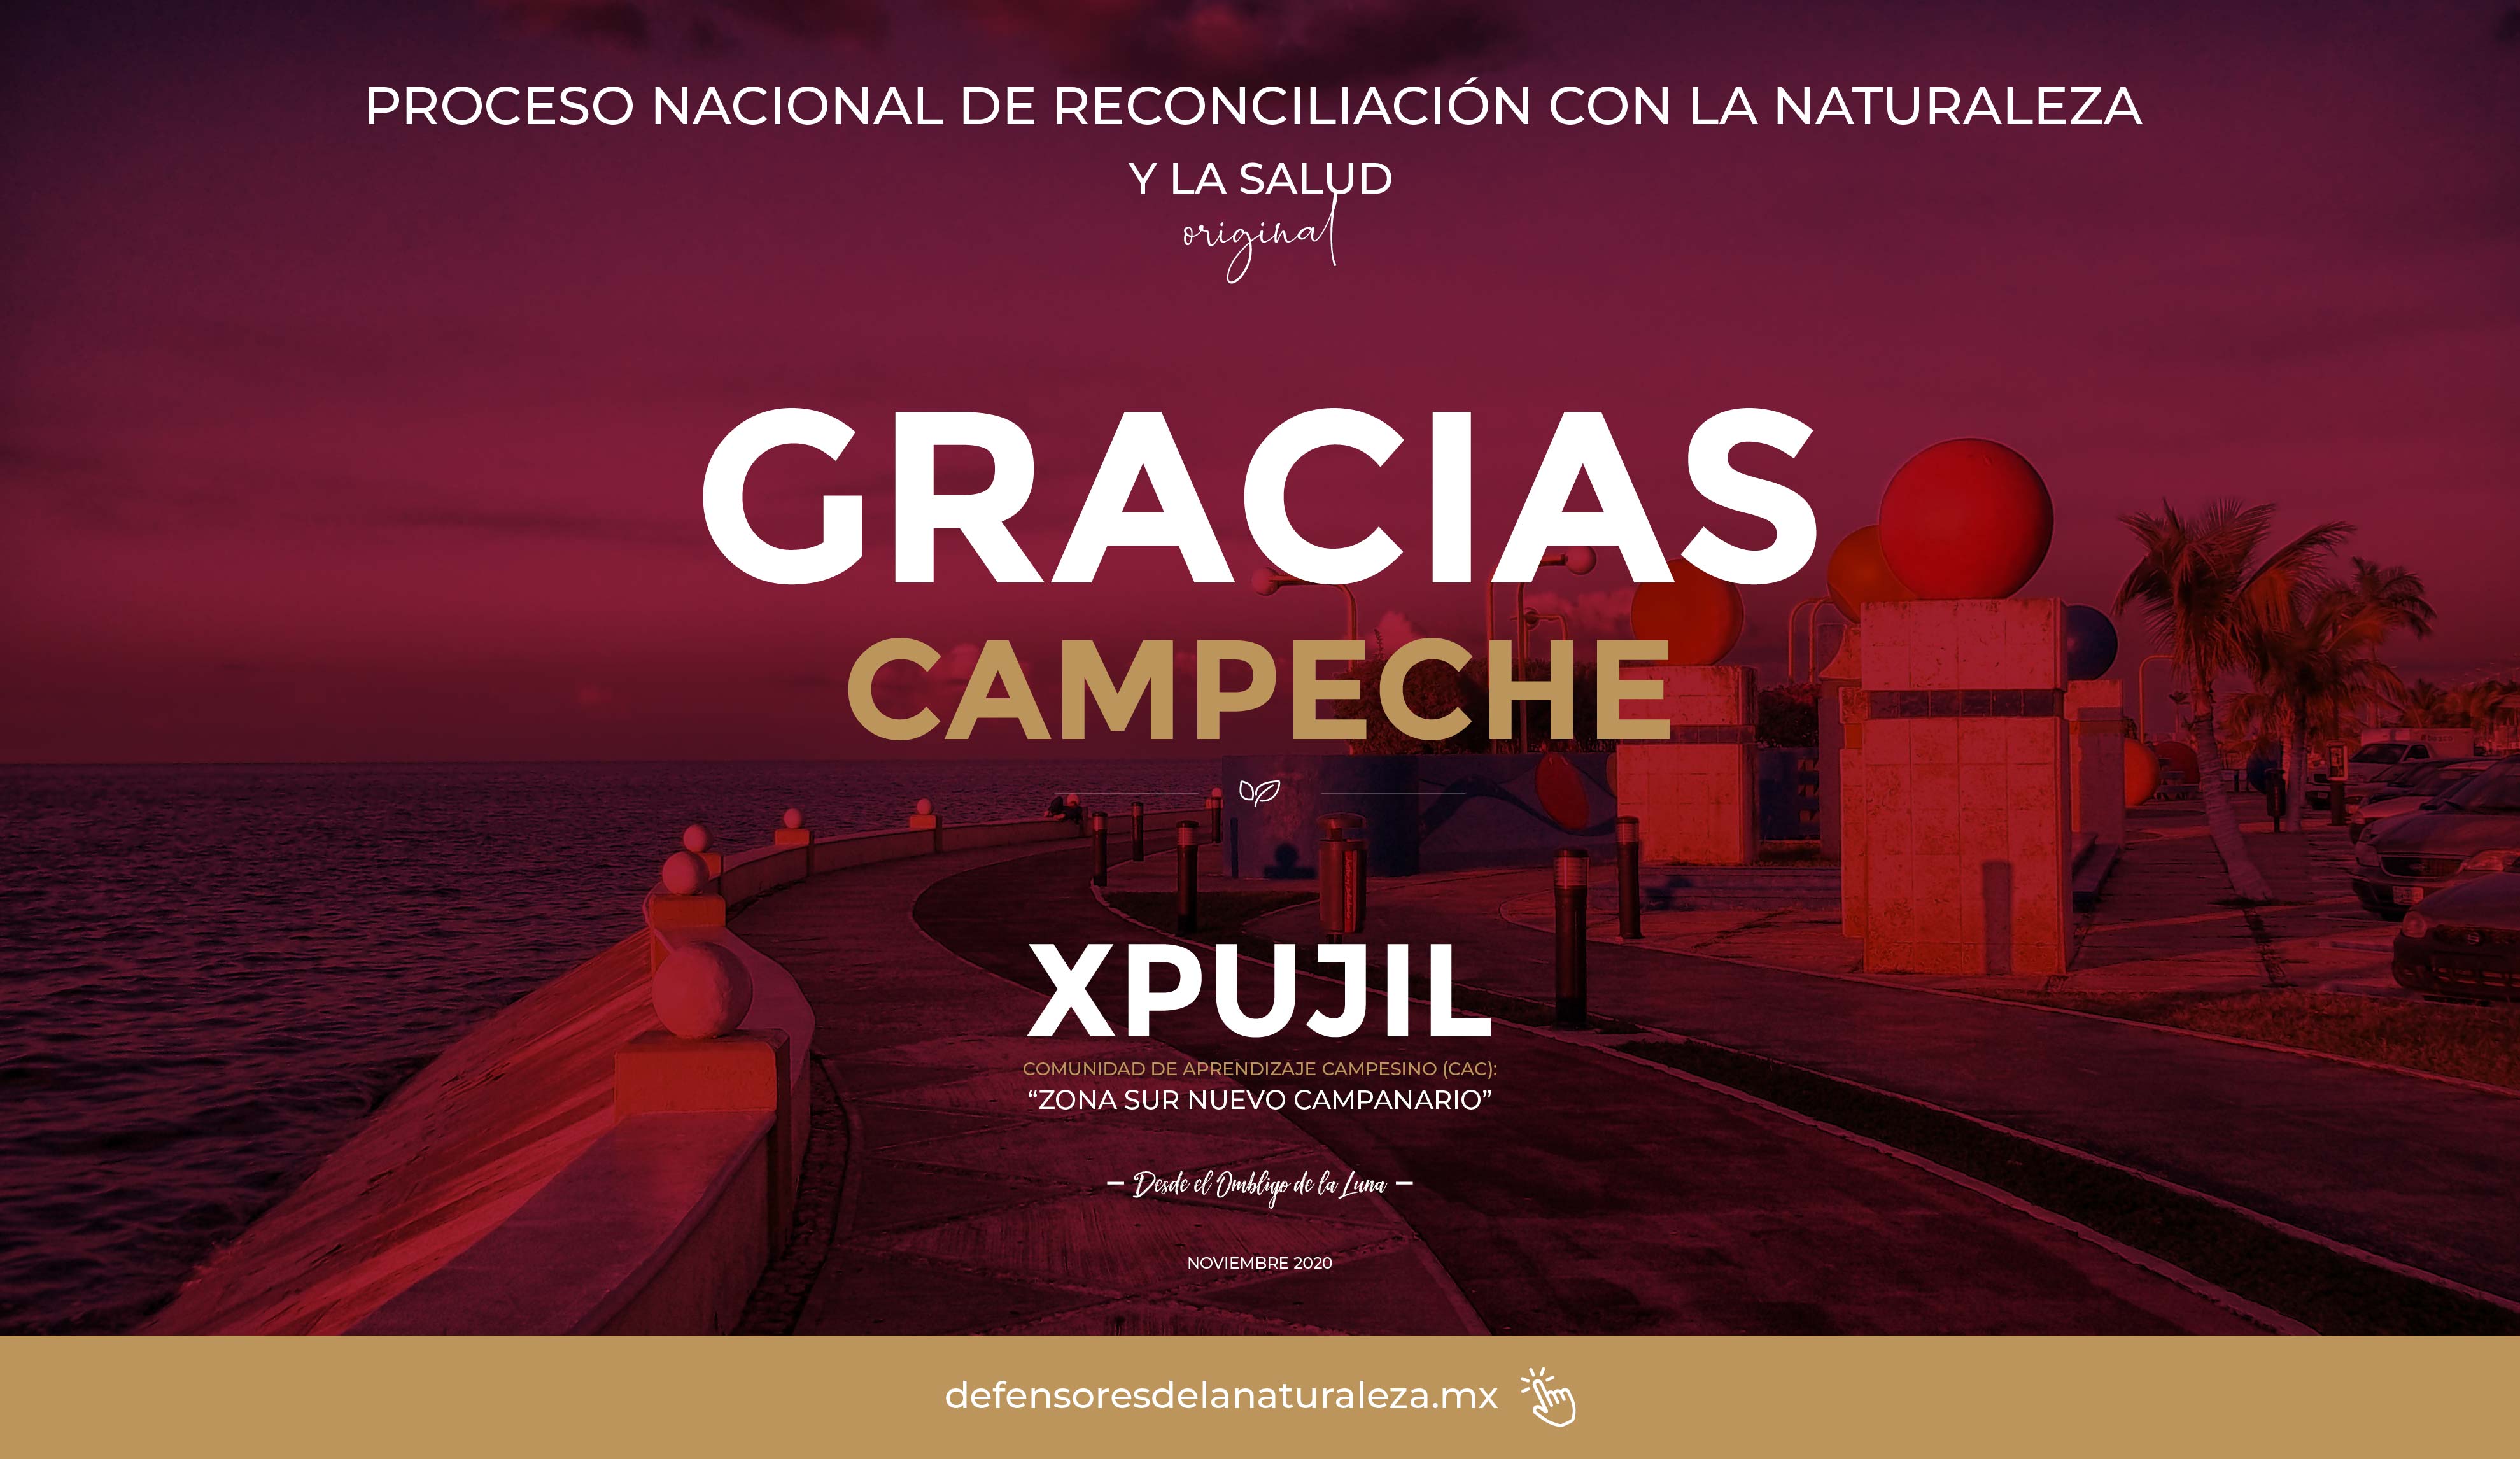 PROCESO NACIONAL DE RECONCILIACIÓN CON LA NATURALEZA
Y LA SALUD
original
GRACIAS
CAMPECHE
XPUJIL
COMUNIDAD DE APRENDIZAJE CAMPESINO (CAC):
“ZONA SUR NUEVO CAMPANARIO”
– Desde el Ombligo de la Luna –
NOVIEMBRE 2020
defensoresdelanaturaleza.mx